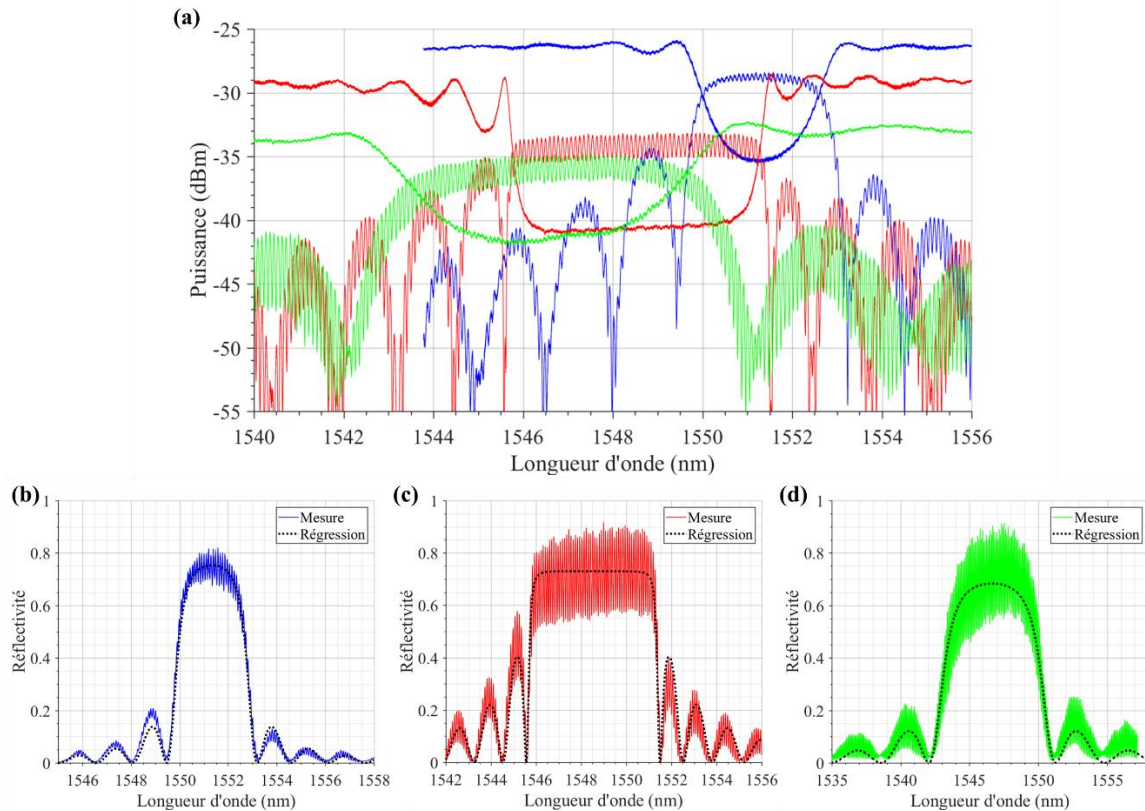 (a)
Puissance (dBm)
-25
-30
-35
-40
-45
-50
-55
1540 1542 1544 1546 1548 1550 1552 1554 1556
Longueur d'onde (nm)
(b)
Réflectivité
1
0.8
0.6
0.4
0.2
0
Mesure
Régression
1546 1548 1550 1552 1554 1556 1558
Longueur d'onde (nm)
(c)
Réflectivité
1
0.8
0.6
0.4
0.2
0
Mesure
Régression
1542 1544 1546 1548 1550 1552 1554 1556
Longueur d'onde (nm)
(d)
Réflectivité
1
0.8
0.6
0.4
0.2
0
Mesure
Régression
1535 1540 1545 1550 1555
Longueur d'onde (nm)